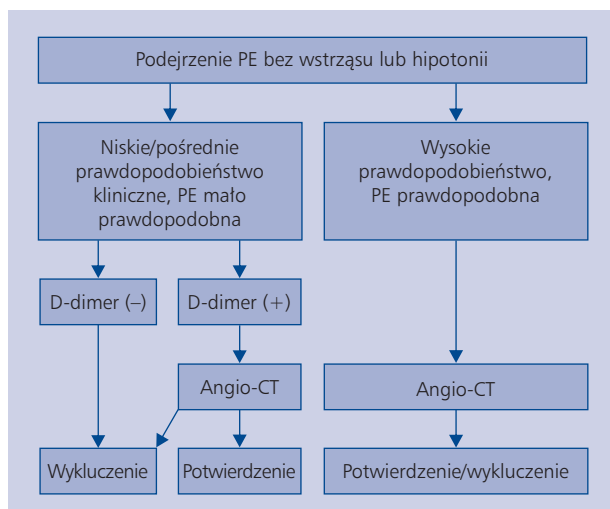 Podejrzenie PE bez wstrząsu lub hipotonii
Niskie/pośrednie
prawdopodobieństwo
kliniczne, PE mało
prawdopodobna
Wysokie
prawdopodobieństwo,
PE prawdopodobna
D-dimer (–)
D-dimer (+)
Angio-CT
Angio-CT
Wykluczenie
Potwierdzenie
Potwierdzenie/wykluczenie